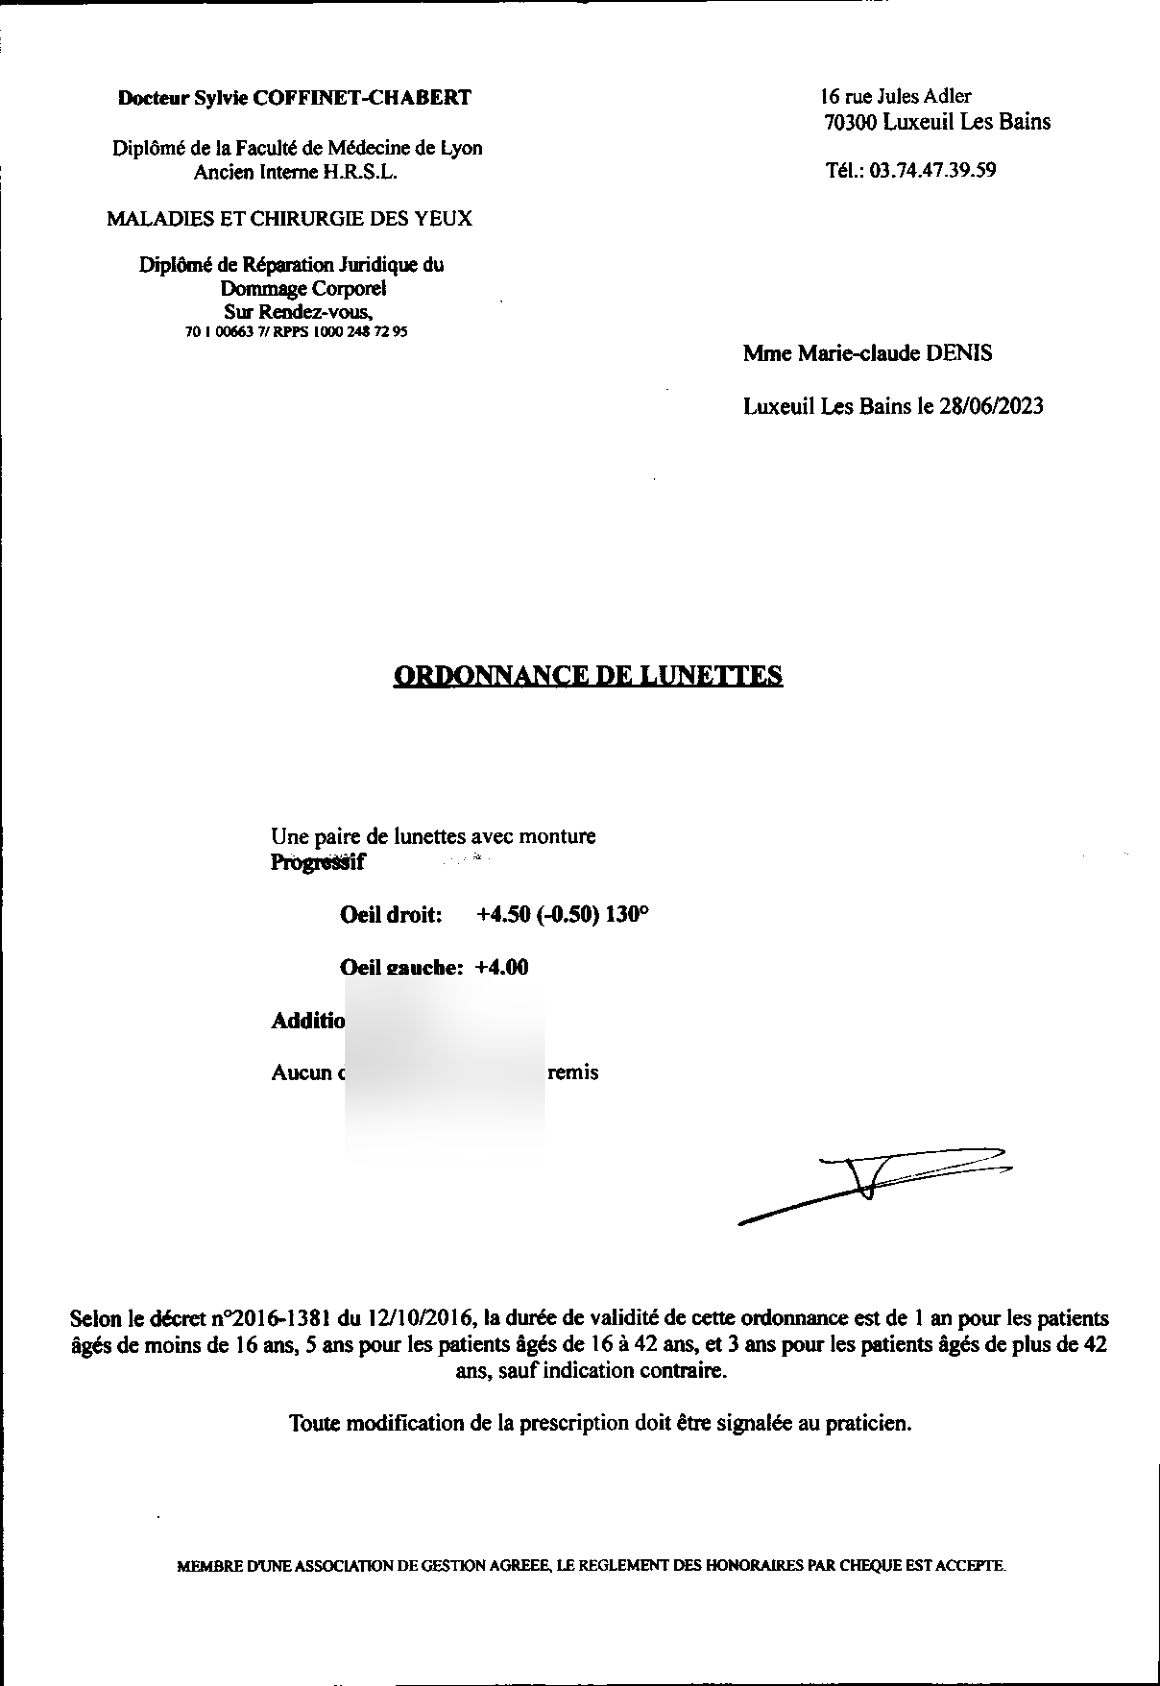 Docteur Sylvie COFFINET-CHABERT
Diplômé de la Faculté de Médecine de Lyon
Ancien Interne H.R.S.L.
MALADIES ET CHIRURGIE DES YEUX
Diplômé de Réparation Juridique du
Dommage Corporel
Sur Rendez-vous,
70 1 00663 7/ RPPS 1000 248 72 95
16 rue Jules Adler
70300 Luxeuil Les Bains
Tél.: 03.74.47.39.59
Mme Marie-claude DENIS
Luxeuil Les Bains le 28/06/2023
ORDONNANCE DE LUNETTES
Une paire de lunettes avec monture
Progressif
Oeil droit: +4.50 (-0.50) 130°
Oeil gauche: +4.00
Additio
Aucun remis
Selon le décret n°2016-1381 du 12/10/2016, la durée de validité de cette ordonnance est de 1 an pour les patients
âgés de moins de 16 ans, 5 ans pour les patients âgés de 16 à 42 ans, et 3 ans pour les patients âgés de plus de 42
ans, sauf indication contraire.
Toute modification de la prescription doit être signalée au praticien.
MEMBRE D'UNE ASSOCIATION DE GESTION AGREEE, LE REGLEMENT DES HONORAIRES PAR CHEQUE EST ACCEPTE.